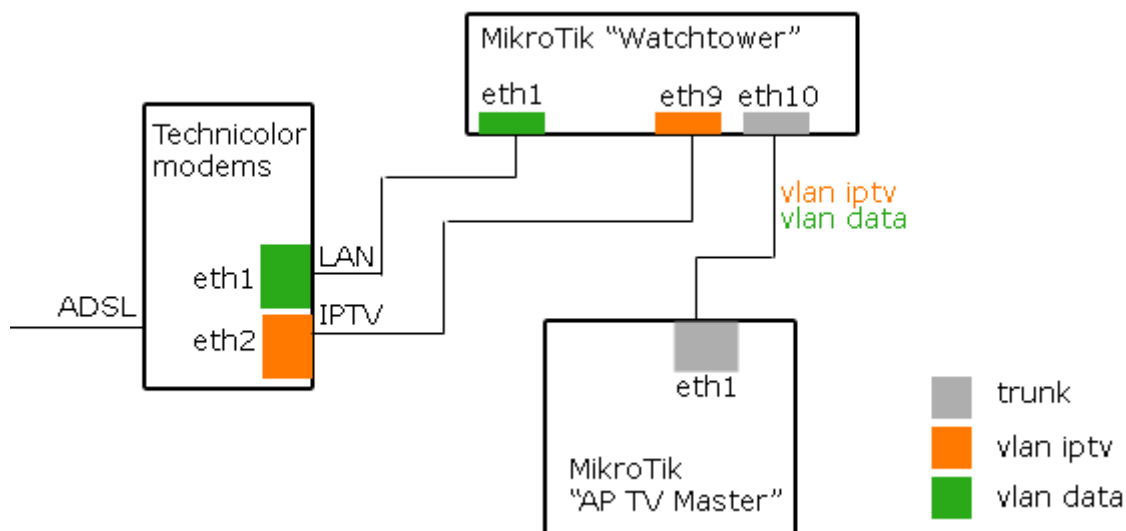 MikroTik “Watchtower”
eth1
eth9
eth10
Technicolor
modems
vlan iptv
vlan data
LAN
eth1
ADSL
IPTV
eth2
eth1
trunk
MikroTik
“AP TV Master”
vlan iptv
vlan data